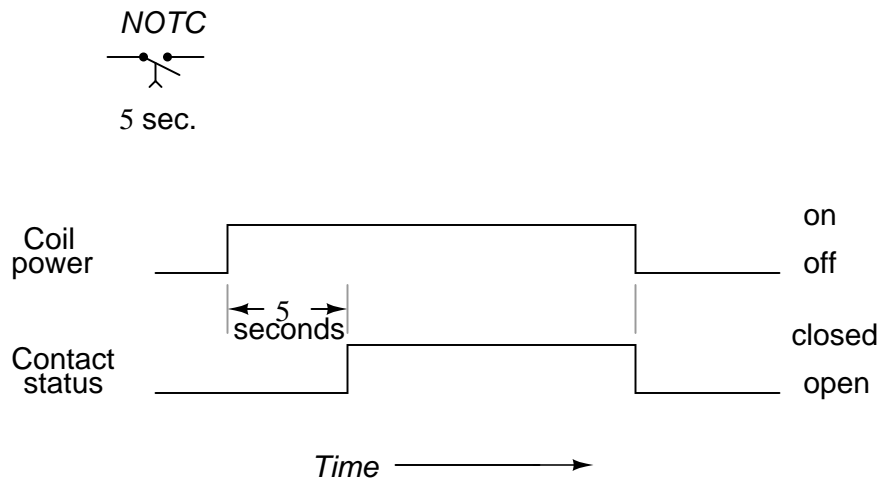 NOTC
5 sec.
Coil
power
on
off
5
seconds
Contact
status
closed
open
Time